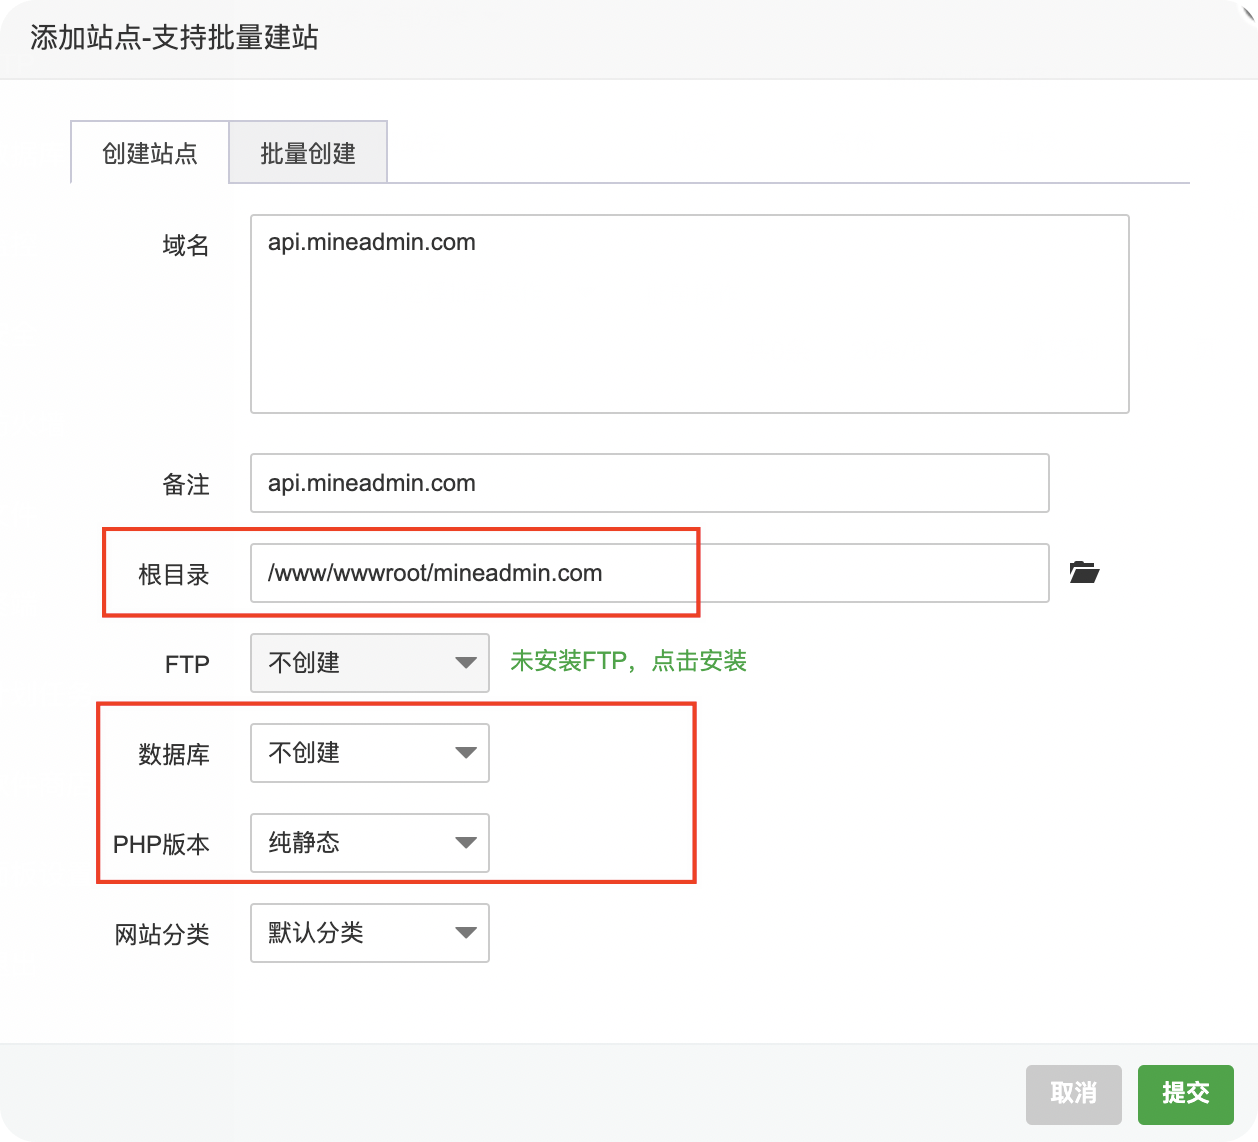 添加站点-支持批量建站
创建站点
批量创建
域名
api.mineadmin.com
备注
api.mineadmin.com
根目录
/www/wwwroot/mineadmin.com
FTP
不创建
未安装FTP，点击安装
数据库
不创建
PHP版本
纯静态
网站分类
默认分类
取消
提交